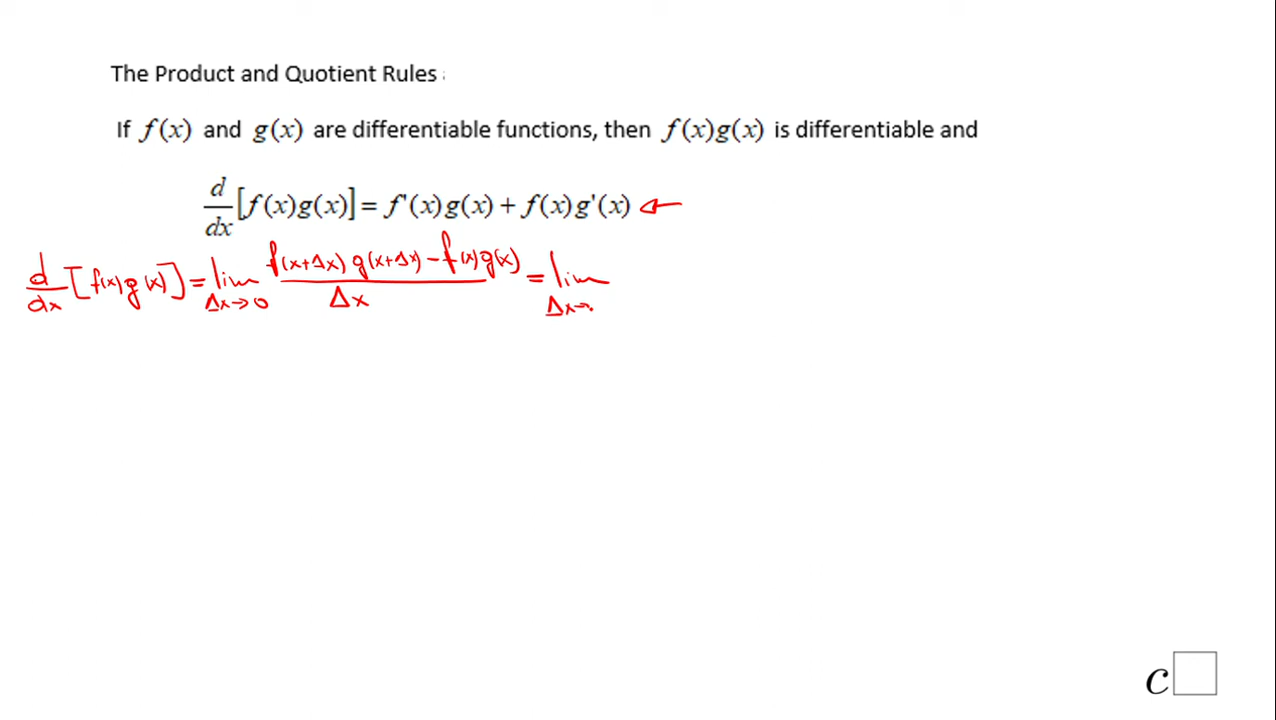 The Product and Quotient Rules :
If f(x) and g(x) are differentiable functions, then f(x)g(x) is differentiable and
d/dx [f(x)g(x)] = f'(x)g(x) + f(x)g'(x) ←
d/dx [f(x)g(x)] = lim Δx→0 f(x+Δx) g(x+Δx) − f(x)g(x) / Δx = lim Δx→
c